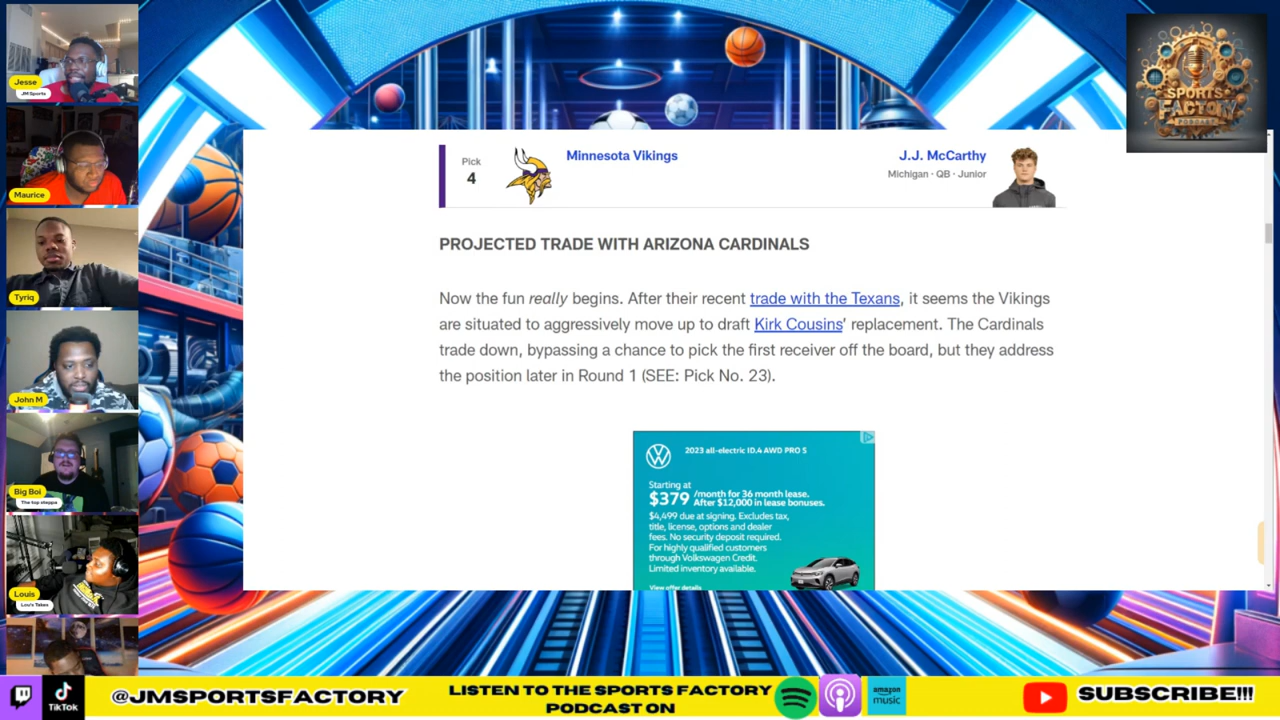 Jesse
JM Sports
Maurice
Tyriq
John M
Big Boi
The top steppa
Louis
Lou's Takes
SPORTS
FACTORY
PODCAST
Pick
4
Minnesota Vikings
J.J. McCarthy
Michigan · QB · Junior
PROJECTED TRADE WITH ARIZONA CARDINALS
Now the fun really begins. After their recent trade with the Texans, it seems the Vikings
are situated to aggressively move up to draft Kirk Cousins' replacement. The Cardinals
trade down, bypassing a chance to pick the first receiver off the board, but they address
the position later in Round 1 (SEE: Pick No. 23).
2023 all-electric ID.4 AWD PRO S
Starting at
$379 /month for 36 month lease.
After $12,000 in lease bonuses.
$4,499 due at signing. Excludes tax,
title, license, options and dealer
fees. No security deposit required.
For highly qualified customers
through Volkswagen Credit.
Limited inventory available.
View offer details
TikTok
@JMSPORTSFACTORY
LISTEN TO THE SPORTS FACTORY
PODCAST ON
amazon
music
SUBSCRIBE!!!